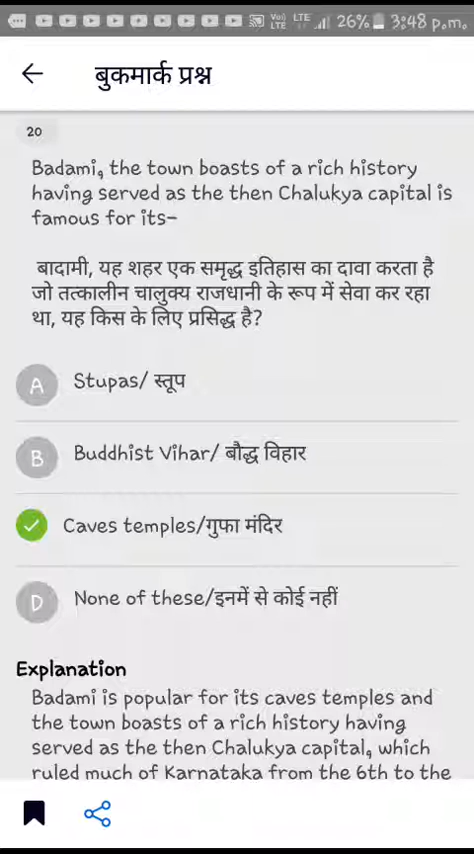 Vo)) LTE LTE 26% 3:48 p.m.
बुकमार्क प्रश्न
20
Badami, the town boasts of a rich history
having served as the then Chalukya capital is
famous for its-
बादामी, यह शहर एक समृद्ध इतिहास का दावा करता है
जो तत्कालीन चालुक्य राजधानी के रूप में सेवा कर रहा
था, यह किस के लिए प्रसिद्ध है?
A Stupas/ स्तूप
B Buddhist Vihar/ बौद्ध विहार
Caves temples/गुफा मंदिर
D None of these/इनमें से कोई नहीं
Explanation
Badami is popular for its caves temples and
the town boasts of a rich history having
served as the then Chalukya capital, which
ruled much of Karnataka from the 6th to the